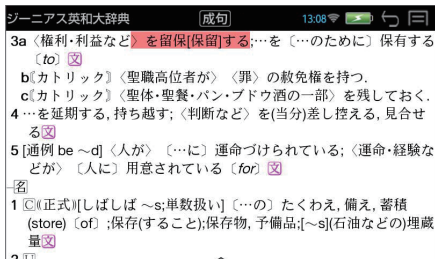 ジーニアス英和大辞典 成句 13:08
3a〈権利・利益など〉を留保[保留]する;…を〔…のために〕保有する
〔to〕文
b〘カトリック〙〈聖職高位者が〉〈罪〉の赦免権を持つ.
c〘カトリック〙〈聖体・聖餐・パン・ブドウ酒の一部〉を残しておく.
4 …を延期する, 持ち越す;〈判断など〉を(当分)差し控える, 見合せ
る文
5 [通例 be ~d]〈人が〉〔…に〕運命づけられている;〈運命・経験な
どが〉〔人に〕用意されている〔for〕文
名
1 C⦅正式⦆[しばしば ~s;単数扱い]〔…の〕たくわえ, 備え, 蓄積
(store)〔of〕;保存(すること);保存物, 予備品;[~s](石油などの)埋蔵
量文
2 U